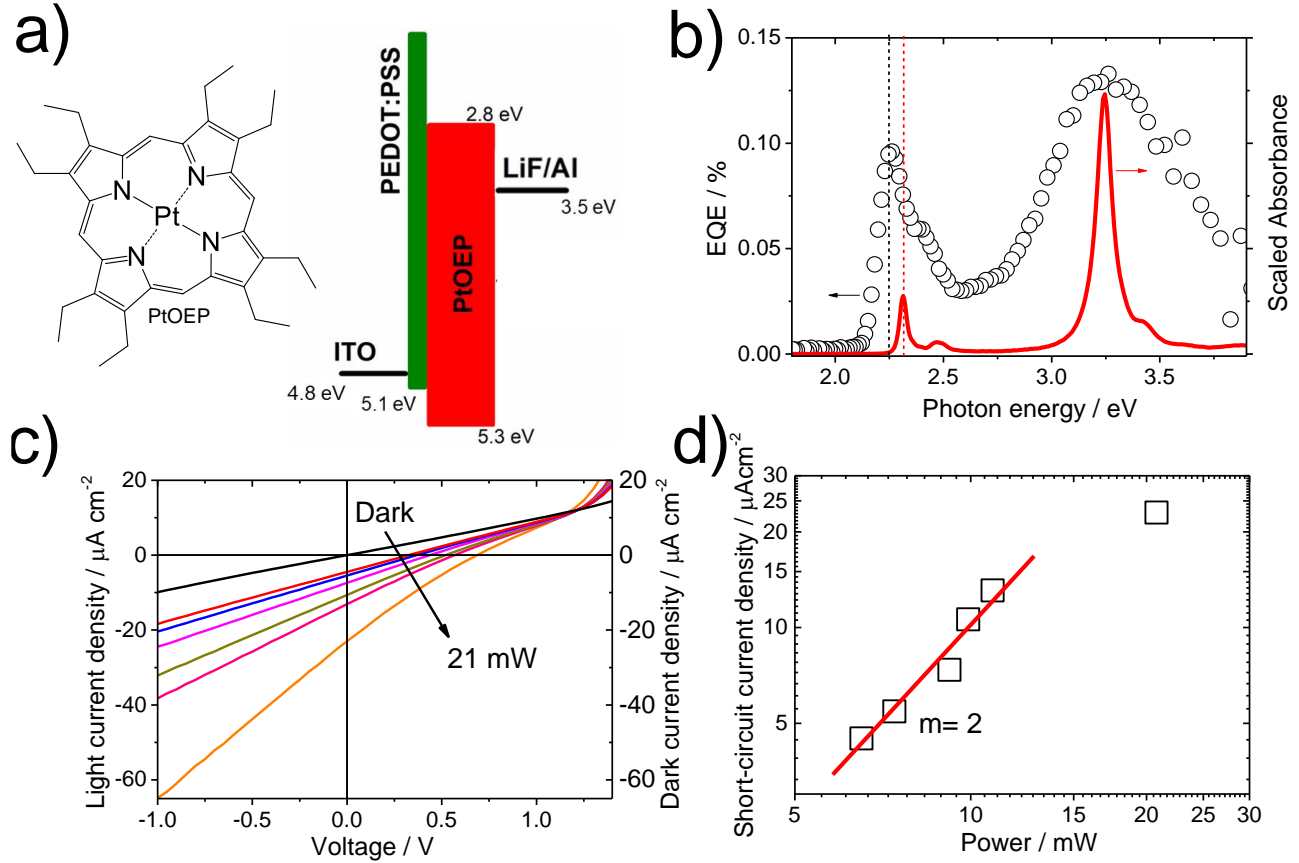 a)
N
N
Pt
N
N
PtOEP
PEDOT:PSS
2.8 eV
LiF/Al
3.5 eV
PtOEP
ITO
4.8 eV
5.1 eV
5.3 eV
b)
0.15
0.10
0.05
0.00
EQE / %
Scaled Absorbance
2.0
2.5
3.0
3.5
Photon energy / eV
c)
20
0
-20
-40
-60
Light current density / µA cm⁻²
Dark
21 mW
20
0
-20
-40
-60
Dark current density / µA cm⁻²
-1.0
-0.5
0.0
0.5
1.0
Voltage / V
d)
30
25
20
15
10
5
Short-circuit current density / µAcm⁻²
m= 2
5
10
15
20
25
30
Power / mW